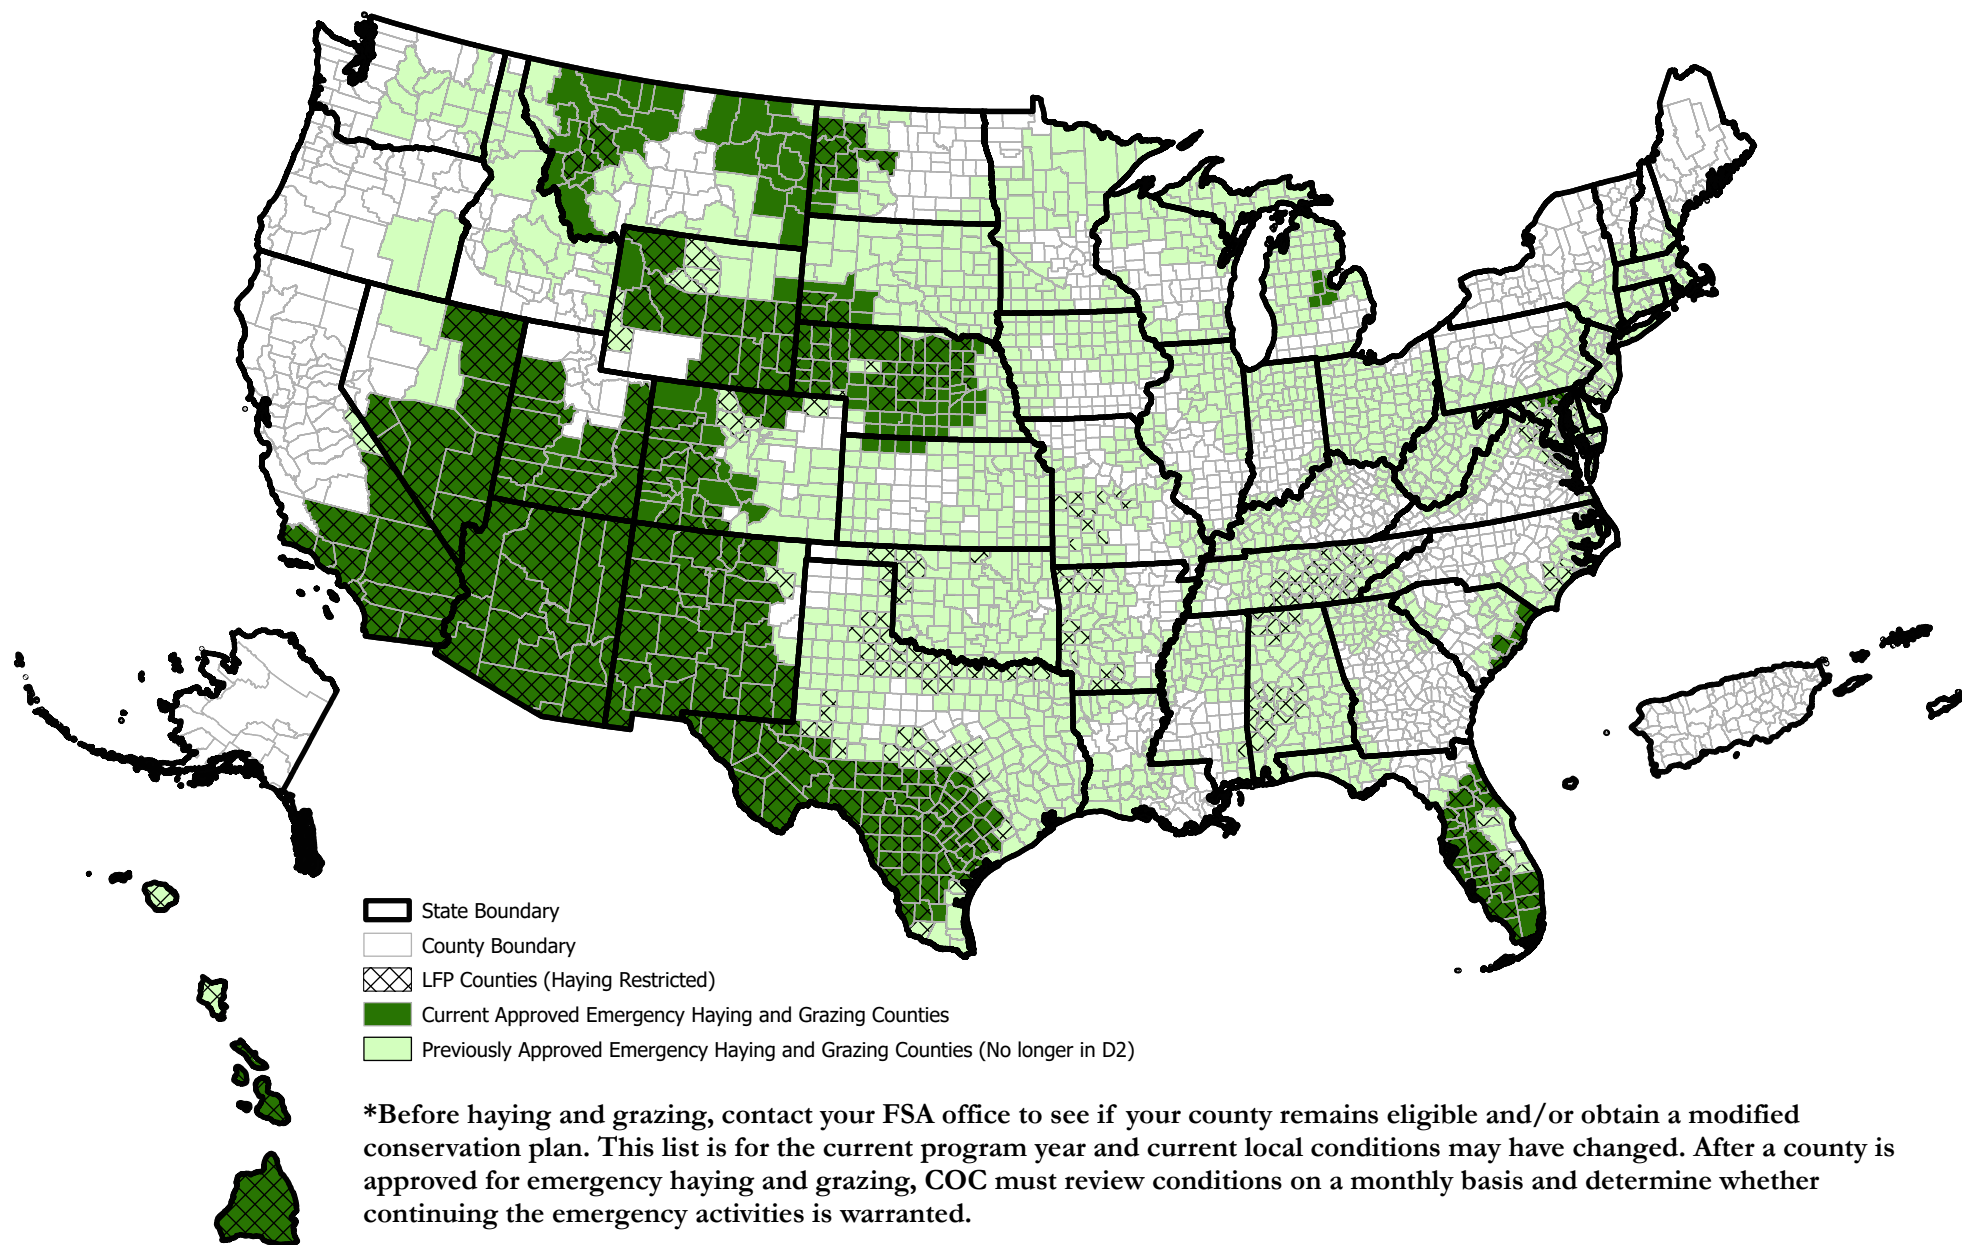 State Boundary
County Boundary
LFP Counties (Haying Restricted)
Current Approved Emergency Haying and Grazing Counties
Previously Approved Emergency Haying and Grazing Counties (No longer in D2)
*Before haying and grazing, contact your FSA office to see if your county remains eligible and/or obtain a modified
conservation plan. This list is for the current program year and current local conditions may have changed. After a county is
approved for emergency haying and grazing, COC must review conditions on a monthly basis and determine whether
continuing the emergency activities is warranted.